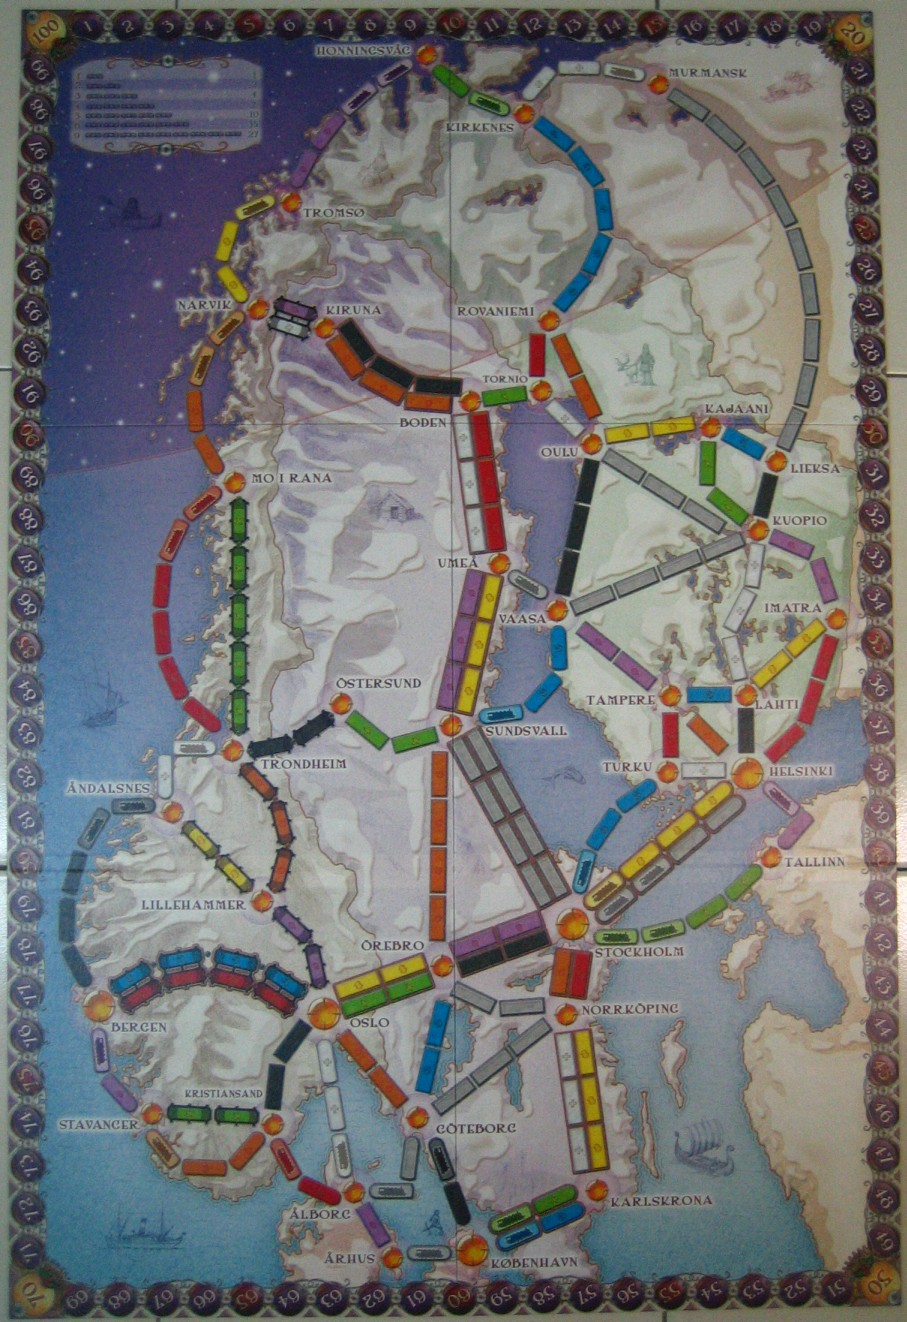 100 1 2 3 4 5 6 7 8 9 10 11 12 13 14 15 16 17 18 19 20
HONNINGSVÅG
MURMANSK
KIRKENES
TROMSØ
NARVIK
KIRUNA
ROVANIEMI
TORNIO
BODEN
KAJAANI
OULU
LIEKSA
MO I RANA
KUOPIO
UMEÅ
VAASA
IMATRA
ÖSTERSUND
TAMPERE
LAHTI
SUNDSVALL
TRONDHEIM
TURKU
HELSINKI
ÅNDALSNES
TALLINN
LILLEHAMMER
ÖREBRO
STOCKHOLM
BERGEN
OSLO
NORRKÖPING
KRISTIANSAND
STAVANGER
GÖTEBORG
ÅLBORG
KARLSKRONA
ÅRHUS
KØBENHAVN
21 22 23 24 25 26 27 28 29 30 31 32 33 34 35 36 37 38 39 40 41 42 43 44 45 46 47 48 49 50
51 52 53 54 55 56 57 58 59 60 61 62 63 64 65 66 67 68 69 70
71 72 73 74 75 76 77 78 79 80 81 82 83 84 85 86 87 88 89 90 91 92 93 94 95 96 97 98 99